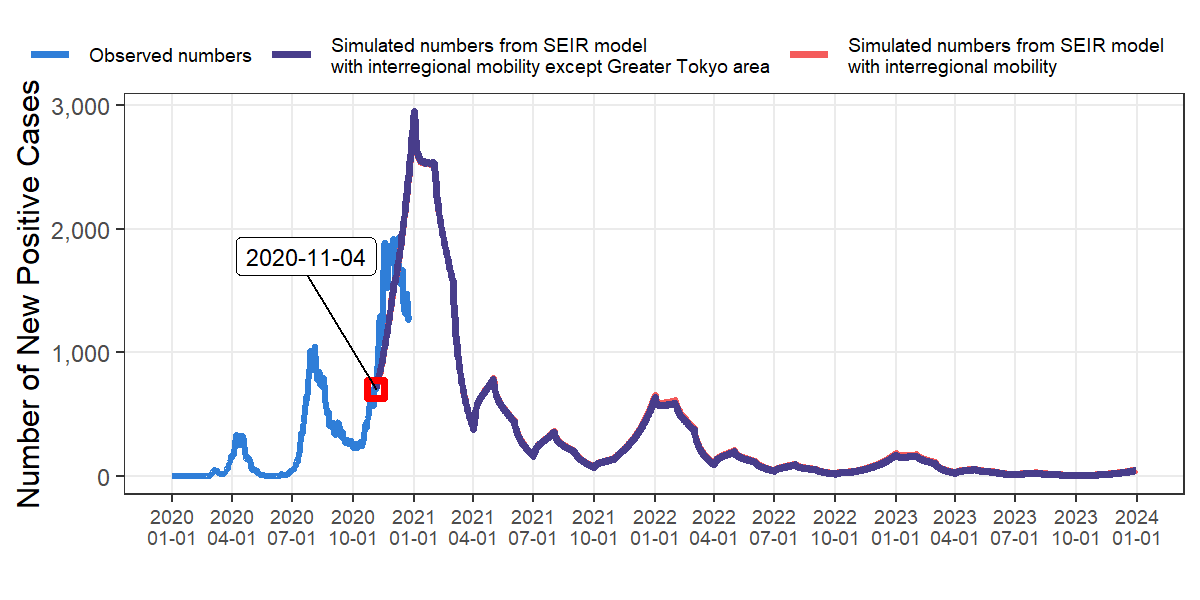 Observed numbers
Simulated numbers from SEIR model
with interregional mobility except Greater Tokyo area
Simulated numbers from SEIR model
with interregional mobility
Number of New Positive Cases
3,000
2,000
1,000
0
2020-11-04
2020 2020 2020 2020 2021 2021 2021 2021 2022 2022 2022 2022 2023 2023 2023 2023 2024
01-01 04-01 07-01 10-01 01-01 04-01 07-01 10-01 01-01 04-01 07-01 10-01 01-01 04-01 07-01 10-01 01-01